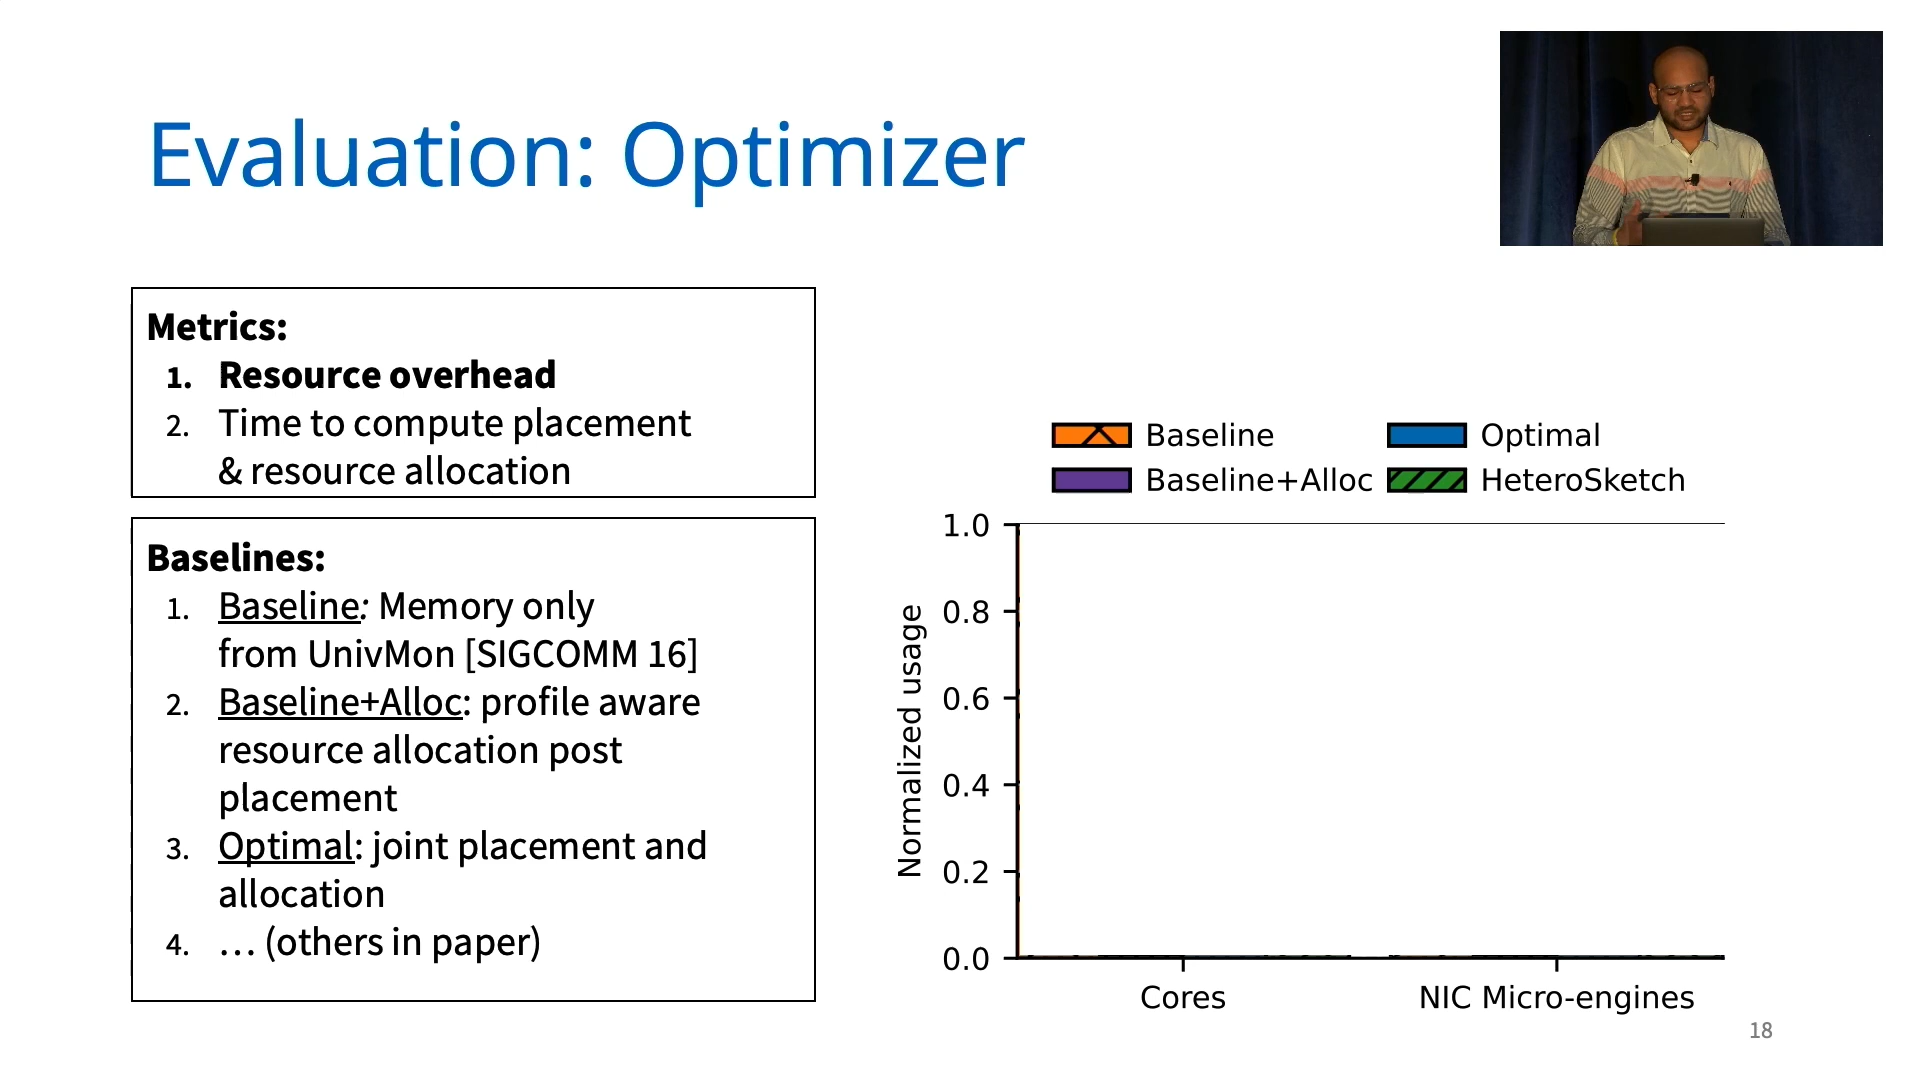 Evaluation: Optimizer
Metrics:
1. Resource overhead
2. Time to compute placement
& resource allocation
Baselines:
1. Baseline: Memory only
from UnivMon [SIGCOMM 16]
2. Baseline+Alloc: profile aware
resource allocation post
placement
3. Optimal: joint placement and
allocation
4. … (others in paper)
Baseline
Optimal
Baseline+Alloc
HeteroSketch
Normalized usage
1.0
0.8
0.6
0.4
0.2
0.0
Cores
NIC Micro-engines
18